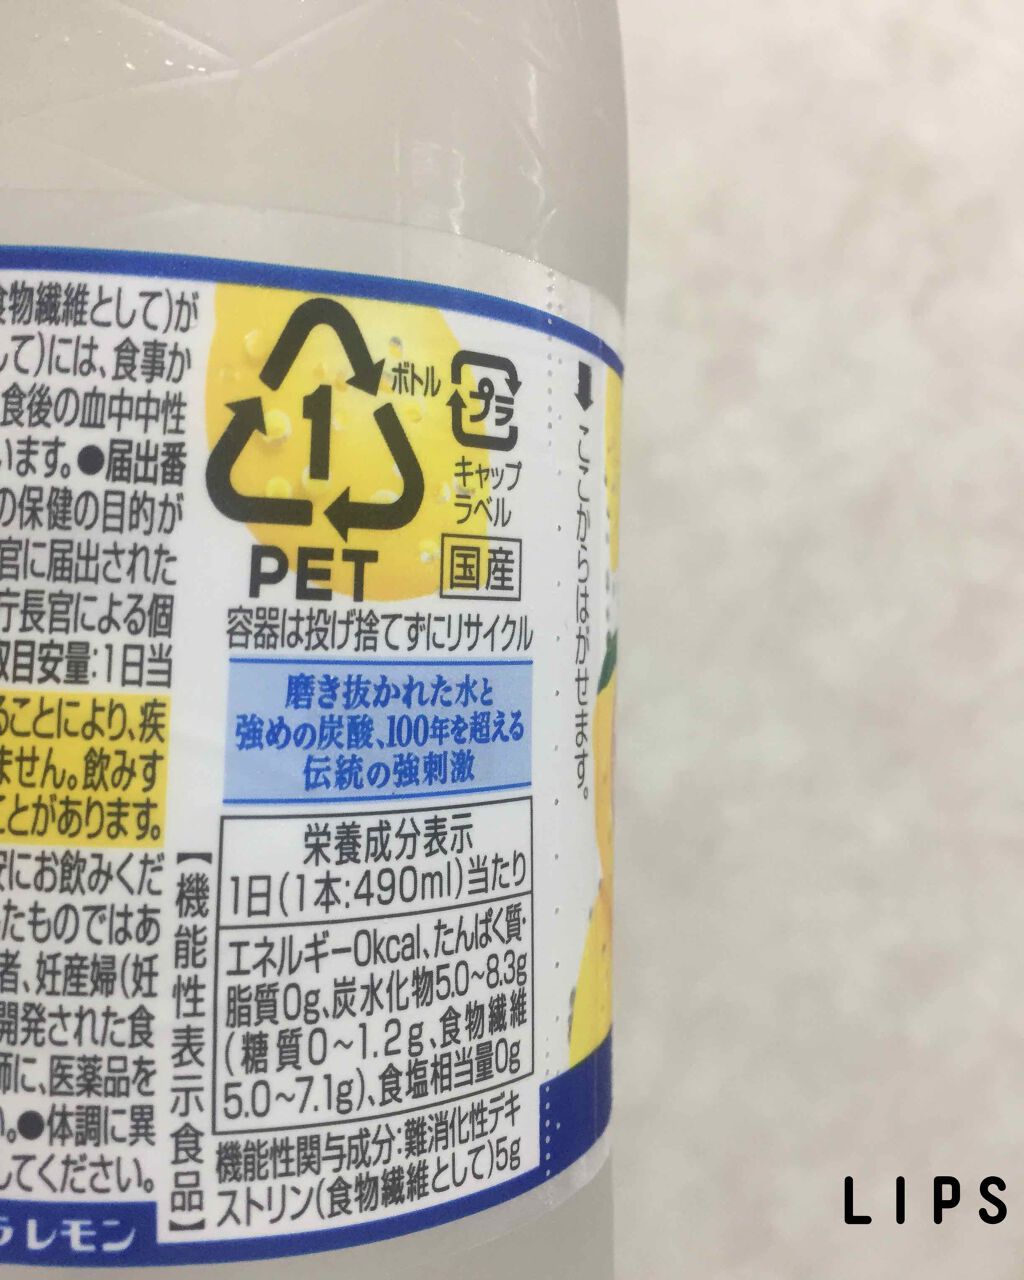 食物繊維として)が
して)には、食事か
食後の血中中性
います。●届出番
の保健の目的が
官に届出された
庁長官による個
取目安量:1日当
ることにより、疾
ません。飲みす
ことがあります。
安にお飲みくだ
たものではあ
者、妊産婦(妊
開発された食
師に、医薬品を
い。●体調に異
してください。
ラレモン
【機能性表示食品】
1
ボトル
PET
プラ
キャップ
ラベル
国産
容器は投げ捨てずにリサイクル
磨き抜かれた水と
強めの炭酸、100年を超える
伝統の強刺激
栄養成分表示
1日(1本:490ml)当たり
エネルギー0kcal、たんぱく質・
脂質0g、炭水化物5.0~8.3g
(糖質0~1.2g、食物繊維
5.0~7.1g)、食塩相当量0g
機能性関与成分:難消化性デキ
ストリン(食物繊維として)5g
ここからはがせます。
LIPS